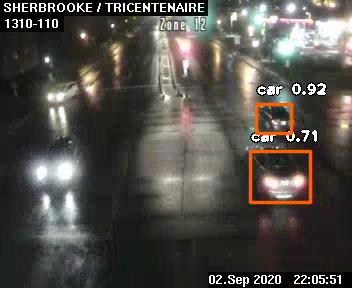 SHERBROOKE / TRICENTENAIRE
1310-110
Zone 12
car 0.92
car 0.71
02.Sep 2020 22:05:51